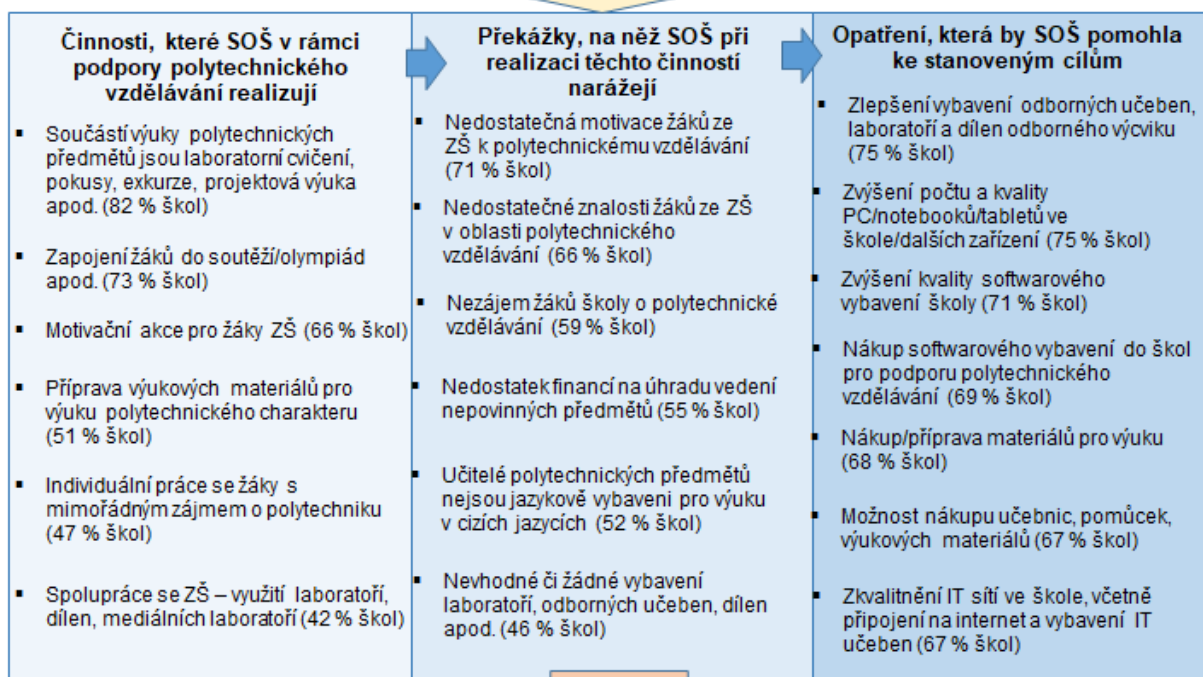 Činnosti, které SOŠ v rámci
podpory polytechnického
vzdělávání realizují
▪ Součástí výuky polytechnických
předmětů jsou laboratorní cvičení,
pokusy, exkurze, projektová výuka
apod. (82 % škol)
▪ Zapojení žáků do soutěží/olympiád
apod. (73 % škol)
▪ Motivační akce pro žáky ZŠ (66 % škol)
▪ Příprava výukových materiálů pro
výuku polytechnického charakteru
(51 % škol)
▪ Individuální práce se žáky s
mimořádným zájmem o polytechniku
(47 % škol)
▪ Spolupráce se ZŠ – využití laboratoří,
dílen, mediálních laboratoří (42 % škol)
Překážky, na něž SOŠ při
realizaci těchto činností
narážejí
▪ Nedostatečná motivace žáků ze
ZŠ k polytechnickému vzdělávání
(71 % škol)
▪ Nedostatečné znalosti žáků ze ZŠ
v oblasti polytechnického
vzdělávání (66 % škol)
▪ Nezájem žáků školy o polytechnické
vzdělávání (59 % škol)
▪ Nedostatek financí na úhradu vedení
nepovinných předmětů (55 % škol)
▪ Učitelé polytechnických předmětů
nejsou jazykově vybaveni pro výuku
v cizích jazycích (52 % škol)
▪ Nevhodné či žádné vybavení
laboratoří, odborných učeben, dílen
apod. (46 % škol)
Opatření, která by SOŠ pomohla
ke stanoveným cílům
▪ Zlepšení vybavení odborných učeben,
laboratoří a dílen odborného výcviku
(75 % škol)
▪ Zvýšení počtu a kvality
PC/notebooků/tabletů ve
škole/dalších zařízení (75 % škol)
▪ Zvýšení kvality softwarového
vybavení školy (71 % škol)
▪ Nákup softwarového vybavení do škol
pro podporu polytechnického
vzdělávání (69 % škol)
▪ Nákup/příprava materiálů pro výuku
(68 % škol)
▪ Možnost nákupu učebnic, pomůcek,
výukových materiálů (67 % škol)
▪ Zkvalitnění IT sítí ve škole, včetně
připojení na internet a vybavení IT
učeben (67 % škol)